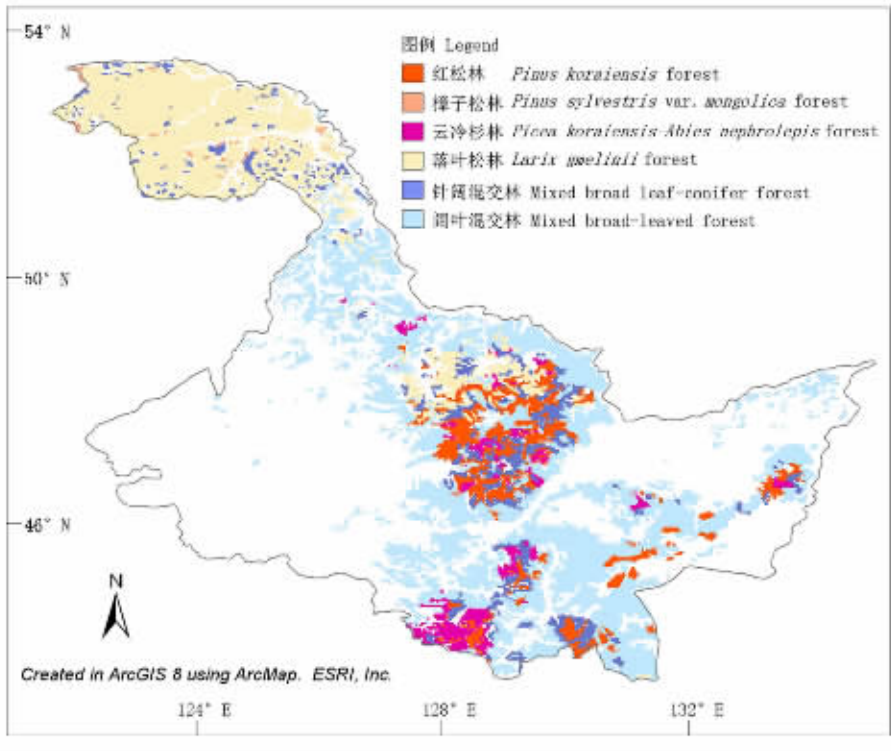 54° N
图例 Legend
红松林 Pinus koraiensis forest
樟子松林 Pinus sylvestris var. mongolica forest
云冷杉林 Picea koraiensis-Abies nephrolepis forest
落叶松林 Larix gmelinii forest
针阔混交林 Mixed broad leaf-conifer forest
阔叶混交林 Mixed broad-leaved forest
50° N
46° N
N
Created in ArcGIS 8 using ArcMap. ESRI, Inc.
124° E 128° E 132° E